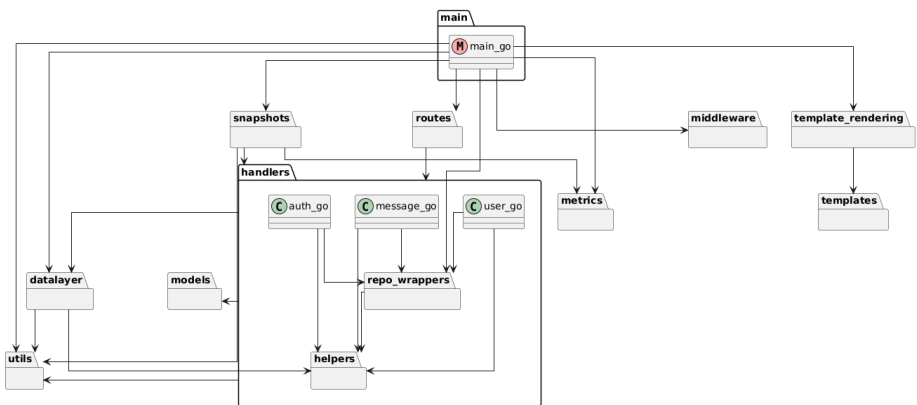 main
M main_go
snapshots
routes
middleware
template_rendering
handlers
C auth_go
C message_go
C user_go
metrics
templates
datalayer
models
repo_wrappers
utils
helpers